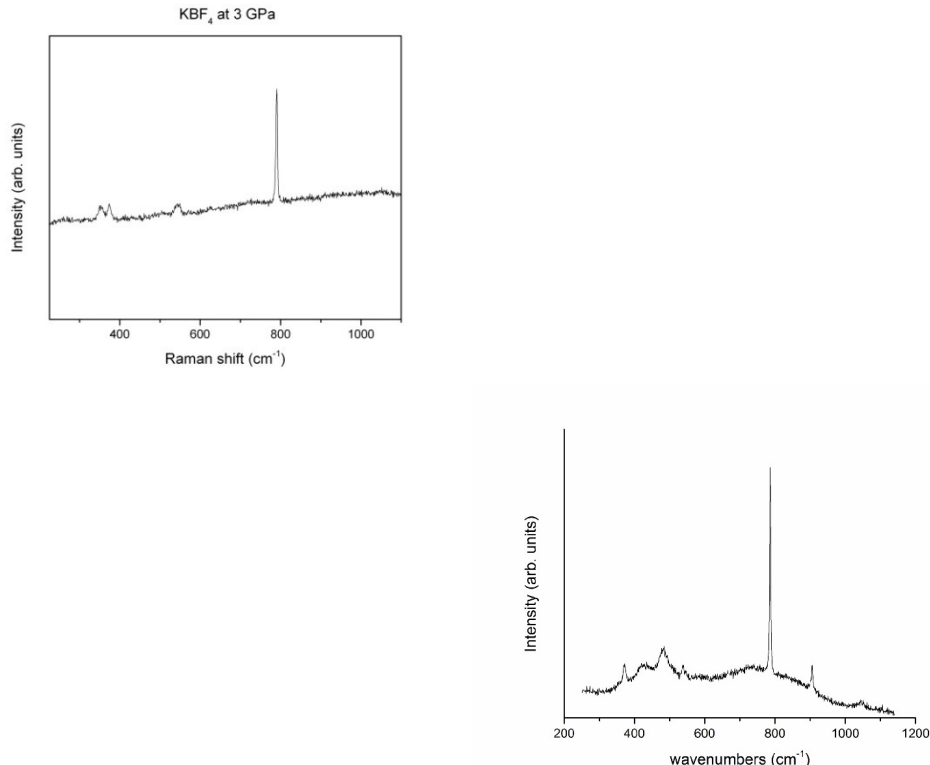 KBF₄ at 3 GPa
Intensity (arb. units)
400 600 800 1000
Raman shift (cm⁻¹)
Intensity (arb. units)
200 400 600 800 1000 1200
wavenumbers (cm⁻¹)